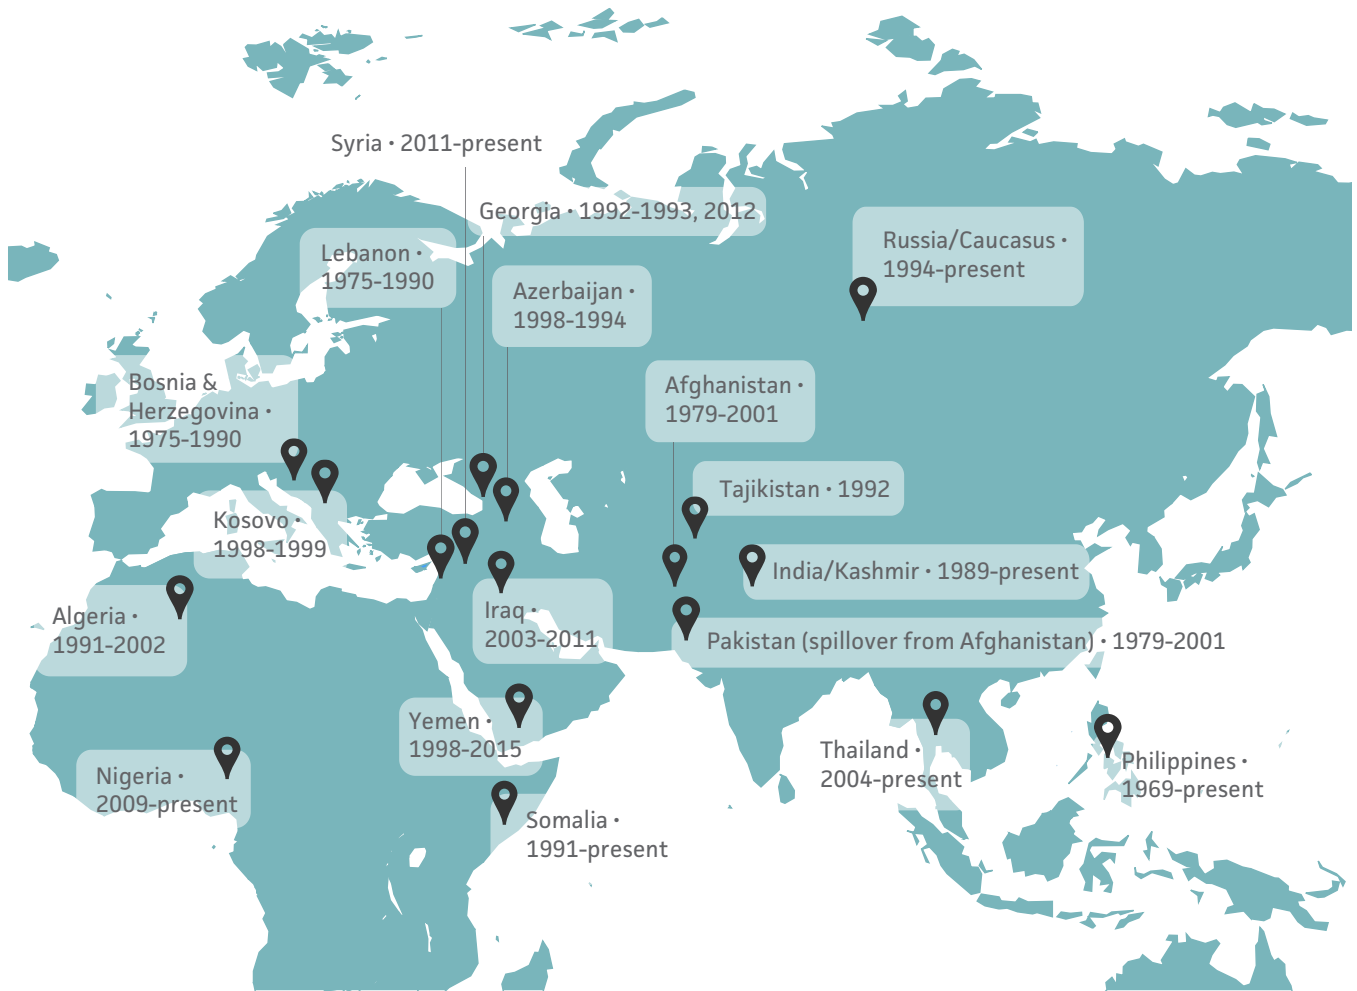 Syria · 2011-present
Georgia · 1992-1993, 2012
Lebanon ·
1975-1990
Russia/Caucasus ·
1994-present
Azerbaijan ·
1998-1994
Bosnia &
Herzegovina ·
1975-1990
Afghanistan ·
1979-2001
Tajikistan · 1992
Kosovo ·
1998-1999
India/Kashmir · 1989-present
Algeria ·
1991-2002
Iraq ·
2003-2011
Pakistan (spillover from Afghanistan) · 1979-2001
Yemen ·
1998-2015
Thailand ·
2004-present
Philippines ·
1969-present
Nigeria ·
2009-present
Somalia ·
1991-present